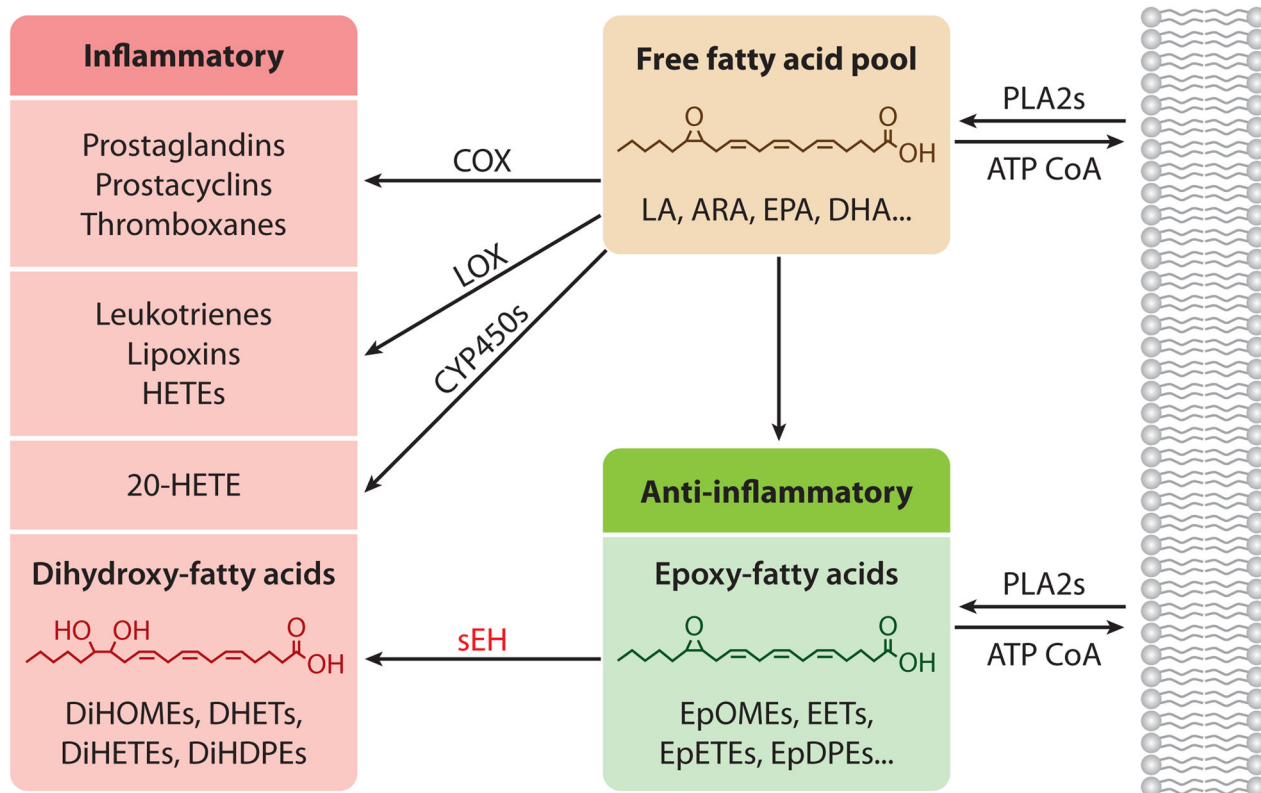 Inflammatory
Prostaglandins
Prostacyclins
Thromboxanes
Leukotrienes
Lipoxins
HETEs
20-HETE
Dihydroxy-fatty acids
HO OH
O
OH
DiHOMEs, DHETs,
DiHETEs, DiHDPEs
COX
LOX
CYP450s
sEH
Free fatty acid pool
O
O
OH
LA, ARA, EPA, DHA...
Anti-inflammatory
Epoxy-fatty acids
O
O
OH
EpOMEs, EETs,
EpETEs, EpDPEs...
PLA2s
ATP CoA
PLA2s
ATP CoA